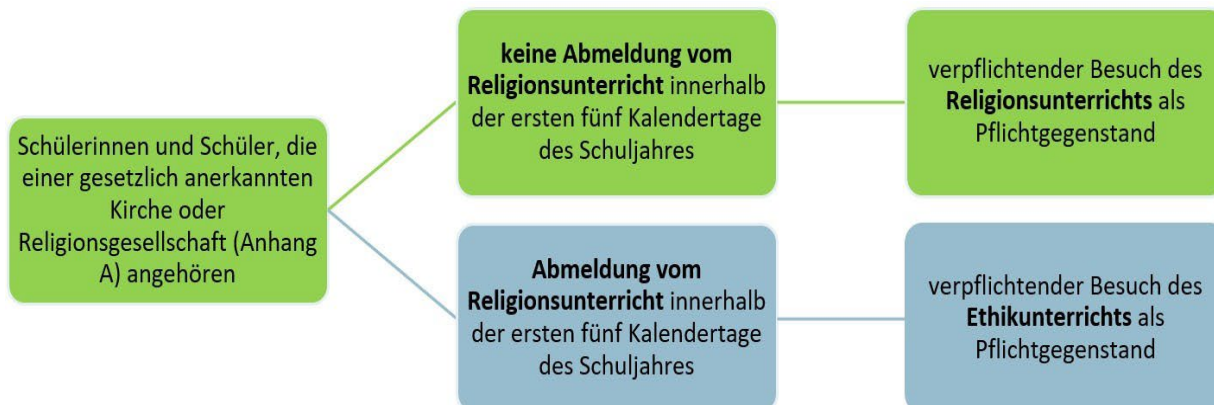 Schülerinnen und Schüler, die
einer gesetzlich anerkannten
Kirche oder
Religionsgesellschaft (Anhang
A) angehören
keine Abmeldung vom
Religionsunterricht innerhalb
der ersten fünf Kalendertage
des Schuljahres
verpflichtender Besuch des
Religionsunterrichts als
Pflichtgegenstand
Abmeldung vom
Religionsunterricht innerhalb
der ersten fünf Kalendertage
des Schuljahres
verpflichtender Besuch des
Ethikunterrichts als
Pflichtgegenstand